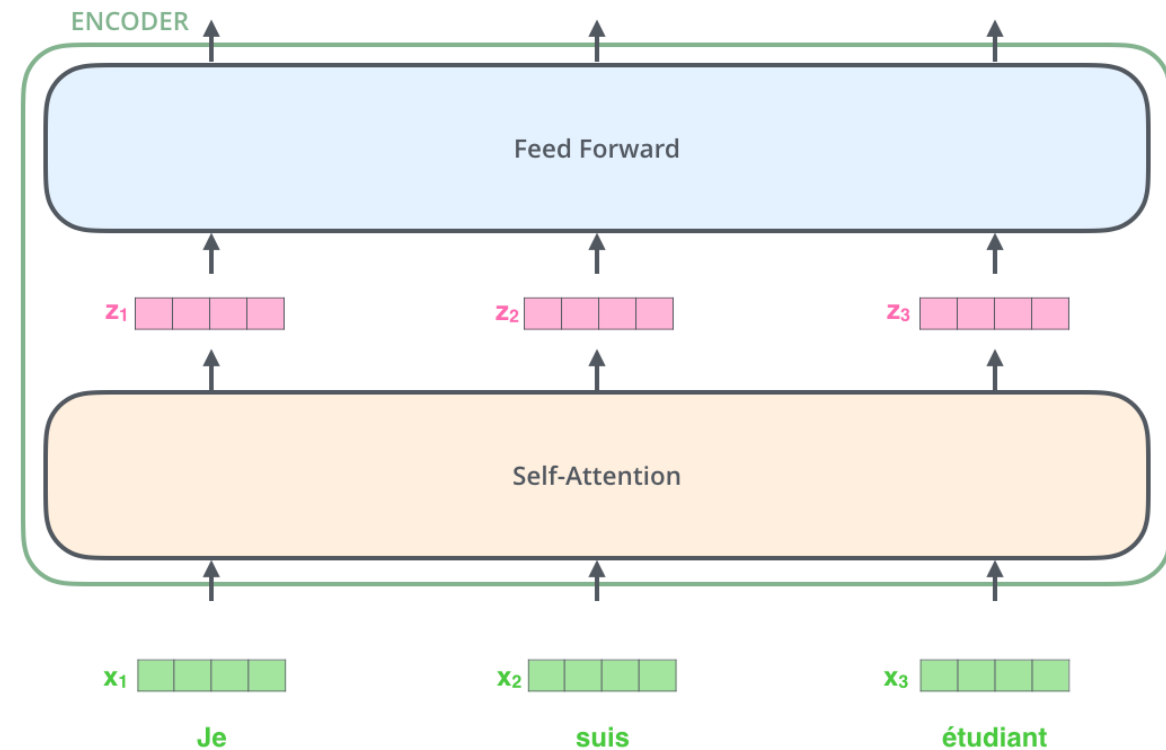 ENCODER
Feed Forward
z₁ z₂ z₃
Self-Attention
x₁ x₂ x₃
Je suis étudiant